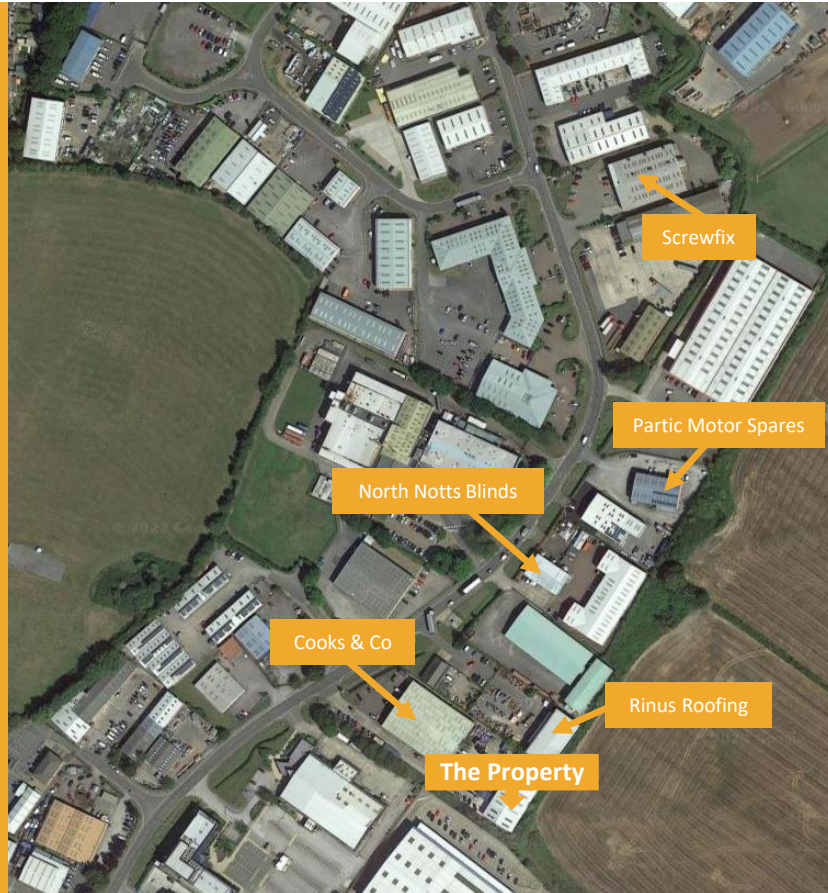 Screwfix
Partic Motor Spares
North Notts Blinds
Cooks & Co
Rinus Roofing
The Property